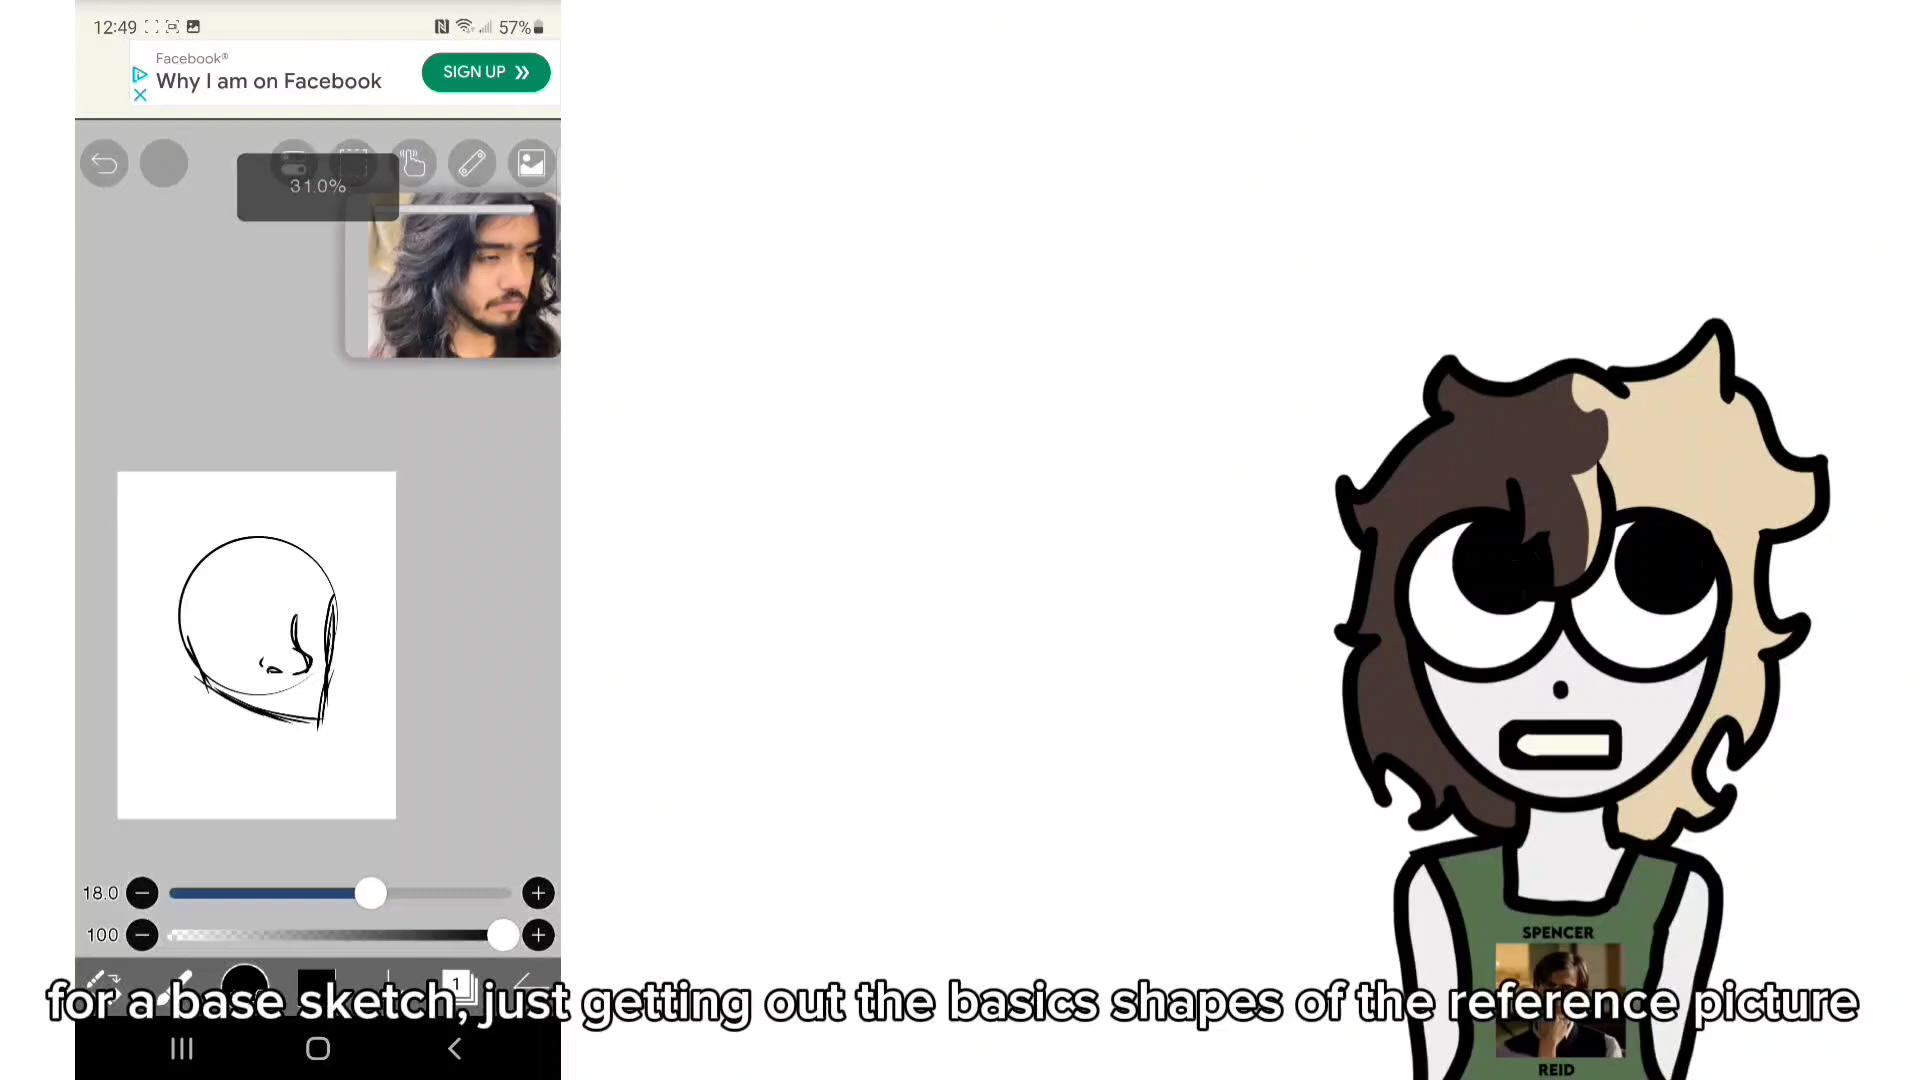 12:49
57%
Facebook®
Why I am on Facebook
SIGN UP
31.0%
18.0
100
1
SPENCER
for a base sketch, just getting out the basics shapes of the reference picture
REID